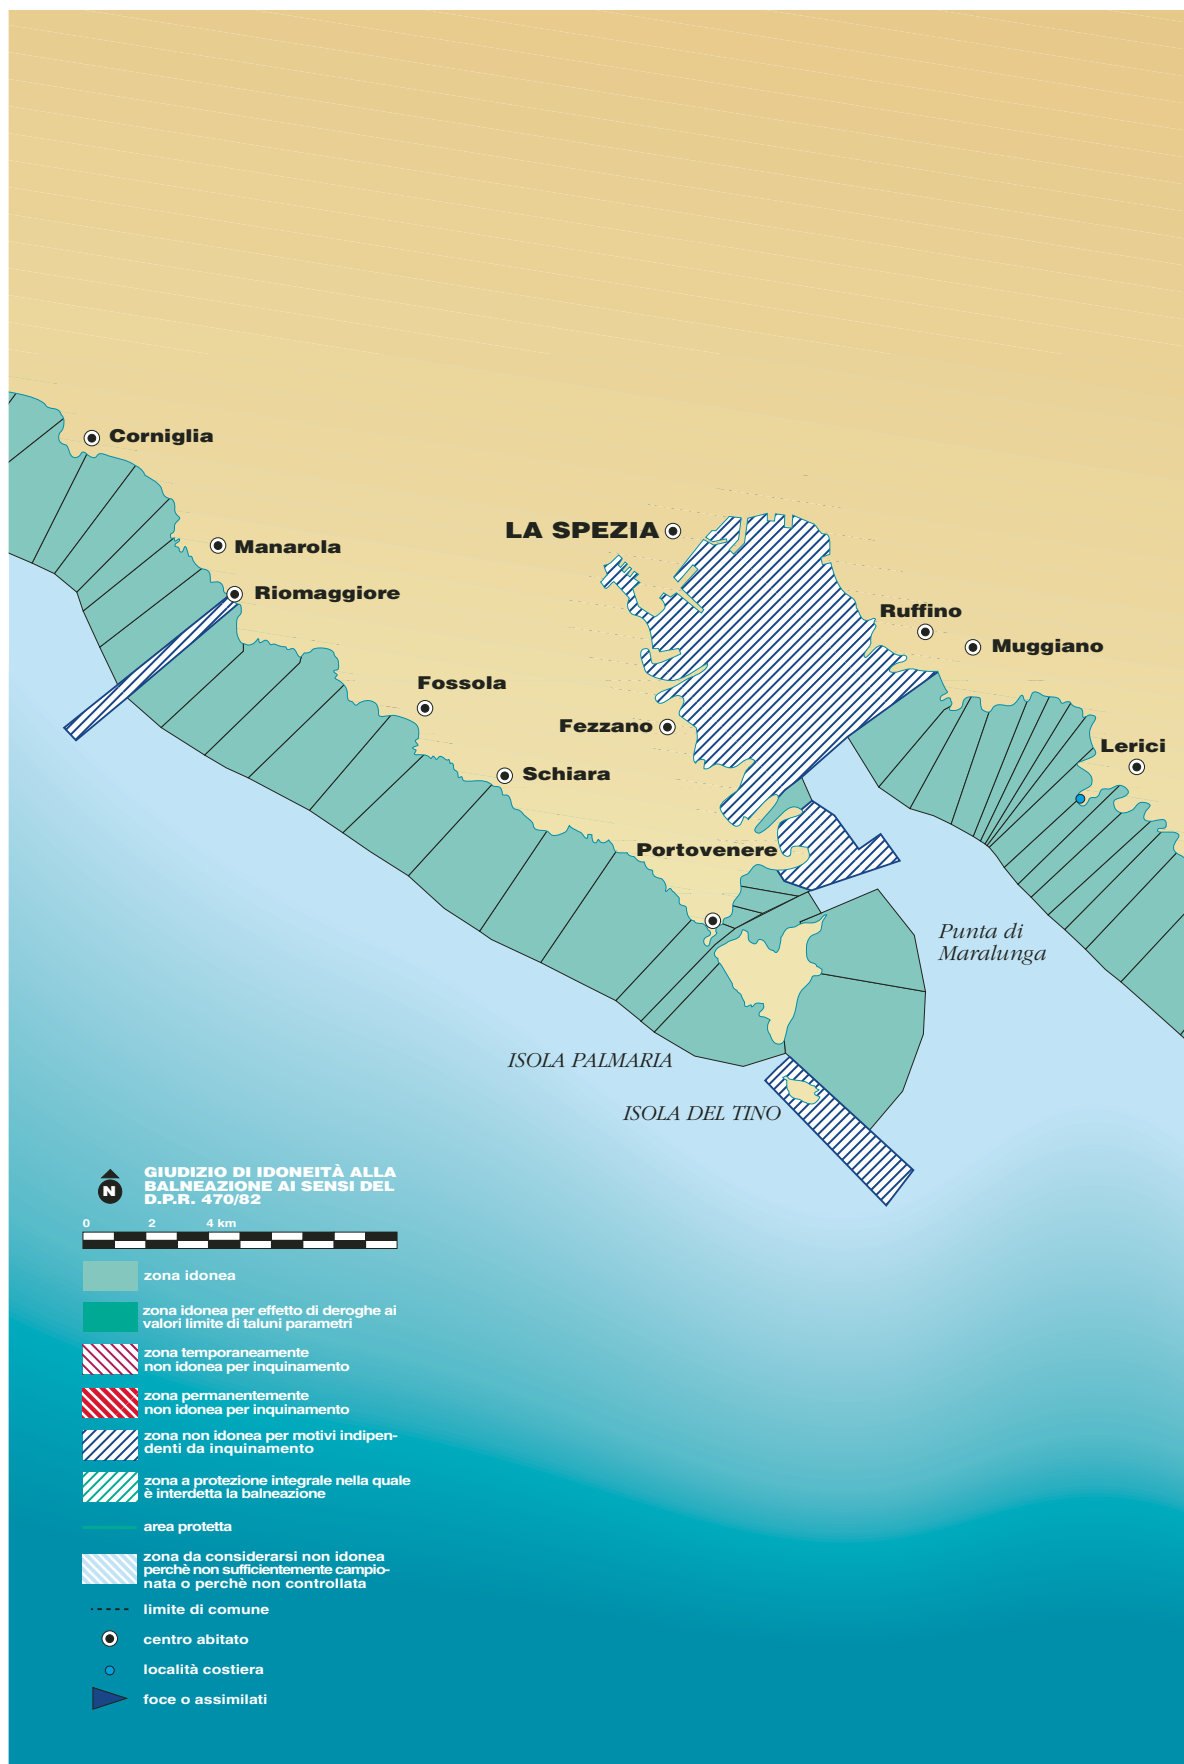 Corniglia
Manarola
Riomaggiore
LA SPEZIA
Ruffino
Muggiano
Fossola
Fezzano
Lerici
Schiara
Portovenere
Punta di
Maralunga
ISOLA PALMARIA
ISOLA DEL TINO
N
GIUDIZIO DI IDONEITÀ ALLA
BALNEAZIONE AI SENSI DEL
D.P.R. 470/82
0 2 4 km
zona idonea
zona idonea per effetto di deroghe ai
valori limite di taluni parametri
zona temporaneamente
non idonea per inquinamento
zona permanentemente
non idonea per inquinamento
zona non idonea per motivi indipen-
denti da inquinamento
zona a protezione integrale nella quale
è interdetta la balneazione
area protetta
zona da considerarsi non idonea
perchè non sufficientemente campio-
nata o perchè non controllata
limite di comune
centro abitato
località costiera
foce o assimilati